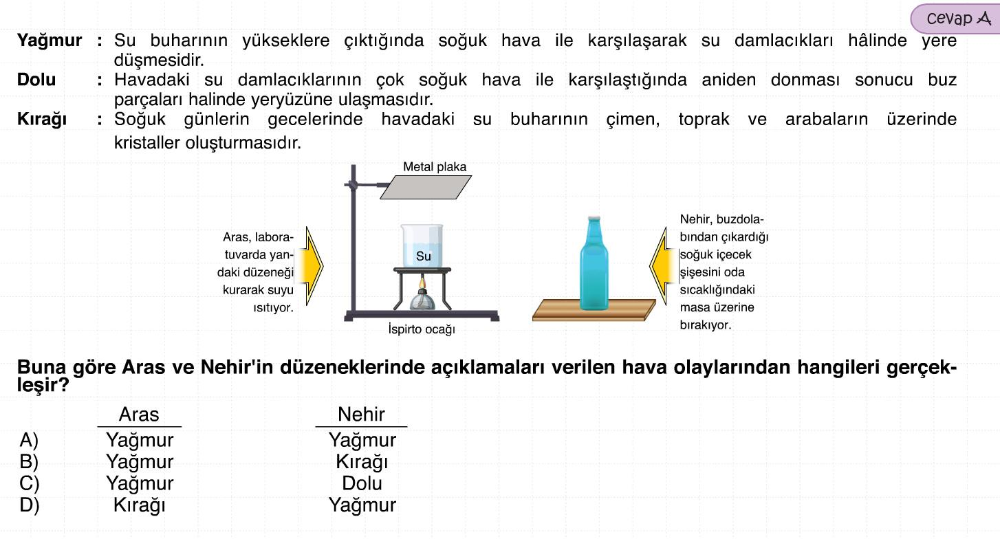 Cevap A
Yağmur : Su buharının yükseklere çıktığında soğuk hava ile karşılaşarak su damlacıkları hâlinde yere
düşmesidir.
Dolu : Havadaki su damlacıklarının çok soğuk hava ile karşılaştığında aniden donması sonucu buz
parçaları halinde yeryüzüne ulaşmasıdır.
Kırağı : Soğuk günlerin gecelerinde havadaki su buharının çimen, toprak ve arabaların üzerinde
kristaller oluşturmasıdır.
Metal plaka
Aras, labora-
tuvarda yan-
daki düzeneği
kurarak suyu
ısıtıyor.
Su
İspirto ocağı
Nehir, buzdola-
bından çıkardığı
soğuk içecek
şişesini oda
sıcaklığındaki
masa üzerine
bırakıyor.
Buna göre Aras ve Nehir'in düzeneklerinde açıklamaları verilen hava olaylarından hangileri gerçek-
leşir?
Aras Nehir
A) Yağmur Yağmur
B) Yağmur Kırağı
C) Yağmur Dolu
D) Kırağı Yağmur